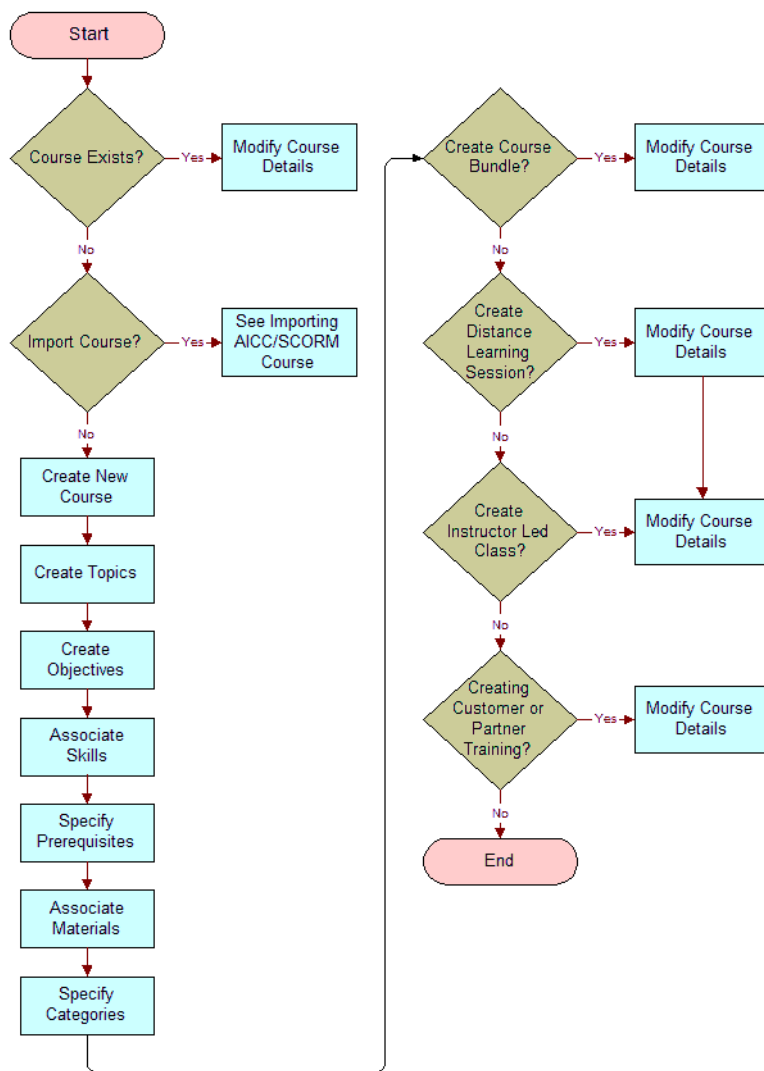 Start
Course Exists?
Yes
Modify Course
Details
No
Import Course?
Yes
See Importing
AICC/SCORM
Course
No
Create New
Course
Create Topics
Create
Objectives
Associate
Skills
Specify
Prerequisites
Associate
Materials
Specify
Categories
Create Course
Bundle?
Yes
Modify Course
Details
No
Create
Distance
Learning
Session?
Yes
Modify Course
Details
No
Create
Instructor Led
Class?
Yes
Modify Course
Details
No
Creating
Customer or
Partner
Training?
Yes
Modify Course
Details
No
End